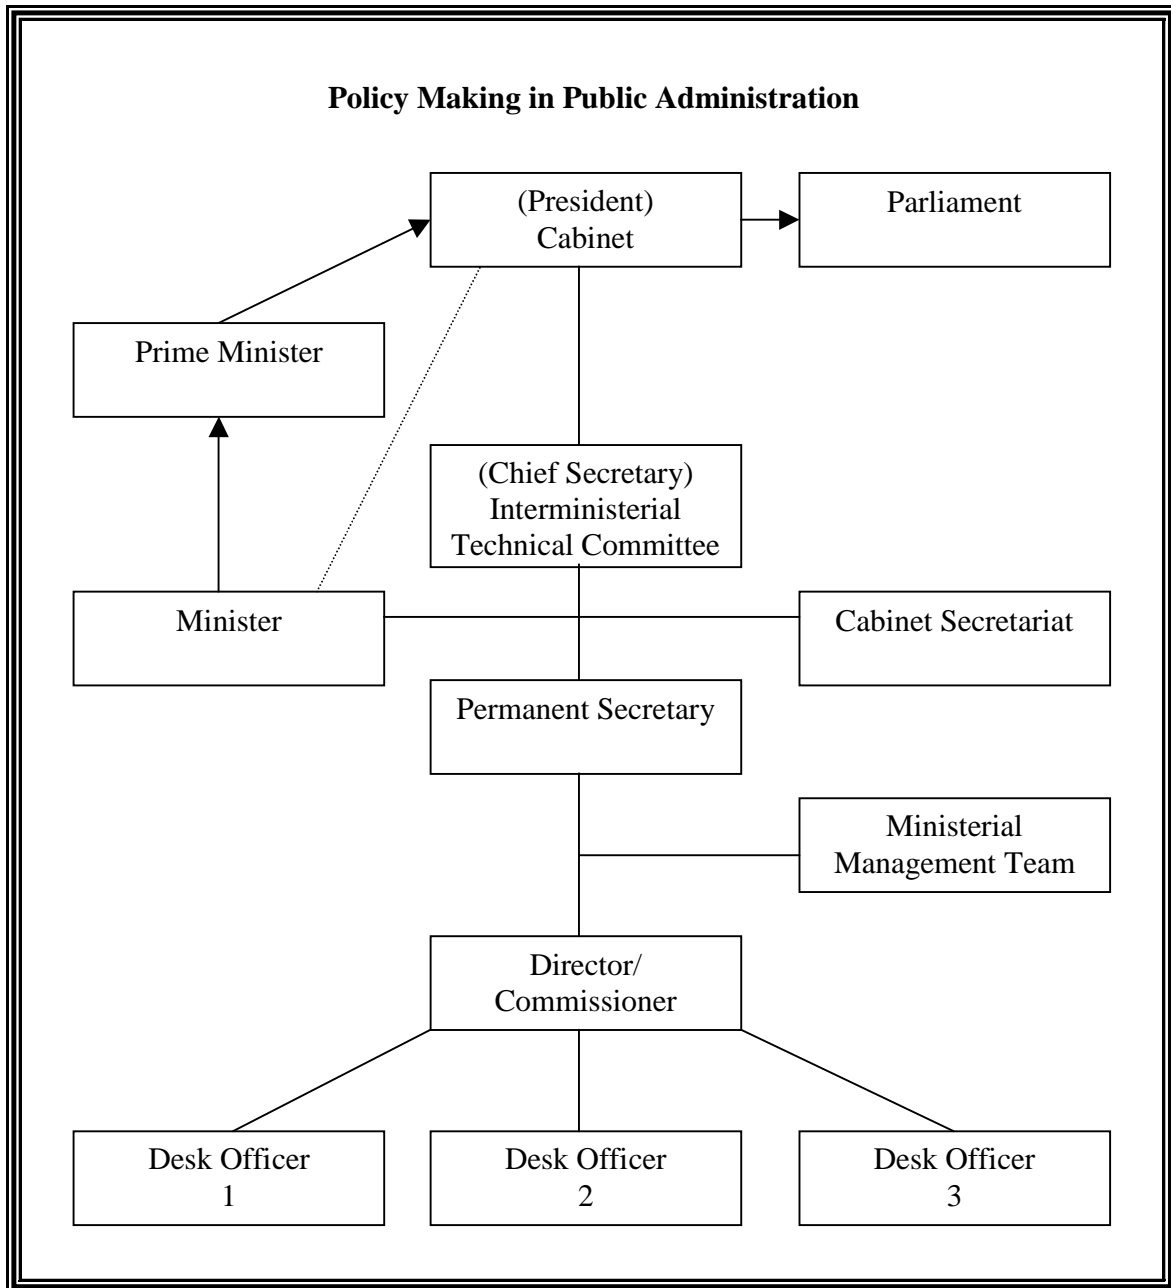 Policy Making in Public Administration
(President)
Cabinet
Parliament
Prime Minister
(Chief Secretary)
Interministerial
Technical Committee
Minister
Cabinet Secretariat
Permanent Secretary
Ministerial
Management Team
Director/
Commissioner
Desk Officer
1
Desk Officer
2
Desk Officer
3